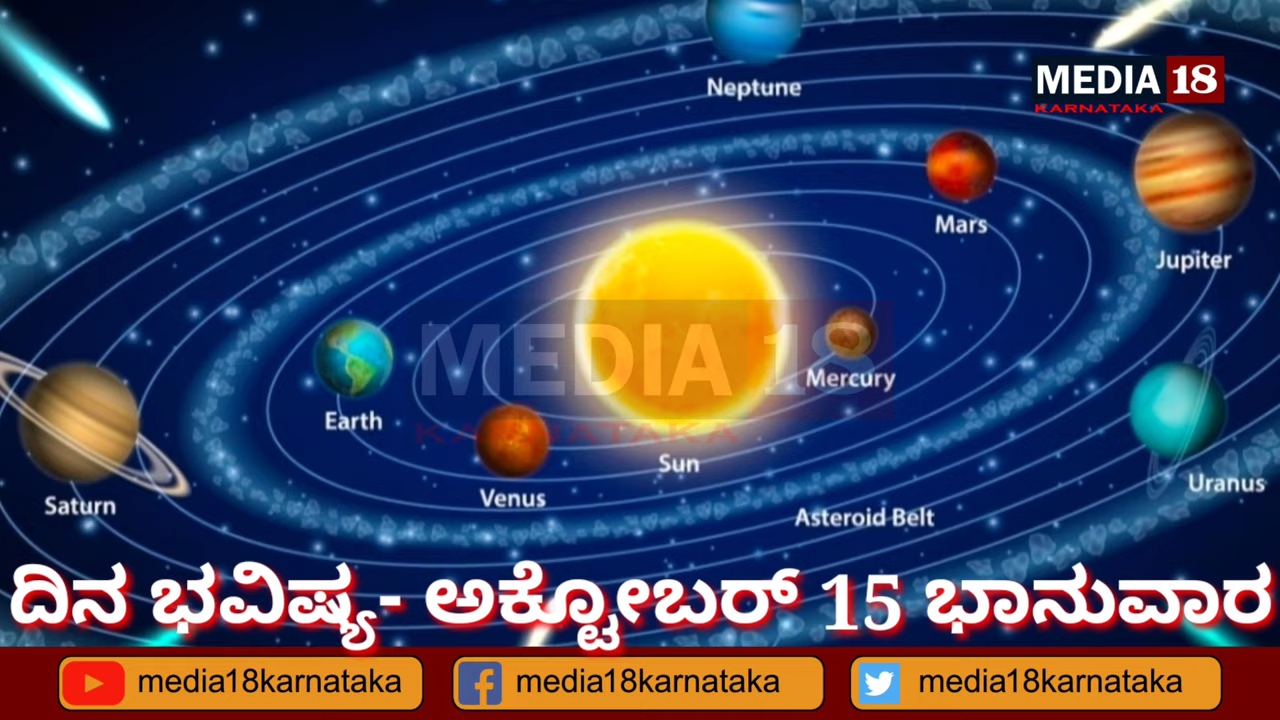 Neptune
MEDIA 18
KARNATAKA
Mars
Jupiter
MEDIA 18
KARNATAKA
Mercury
Earth
Sun
Venus
Saturn
Uranus
Asteroid Belt
ದಿನ ಭವಿಷ್ಯ- ಅಕ್ಟೋಬರ್ 15 ಭಾನುವಾರ
media18karnataka media18karnataka media18karnataka